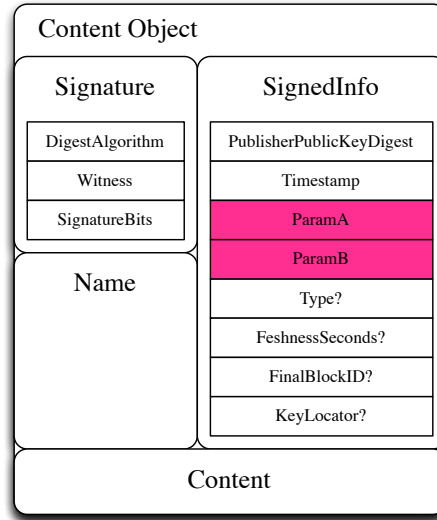 Content Object
Signature
DigestAlgorithm
Witness
SignatureBits
Name
SignedInfo
PublisherPublicKeyDigest
Timestamp
ParamA
ParamB
Type?
FeshnessSeconds?
FinalBlockID?
KeyLocator?
Content